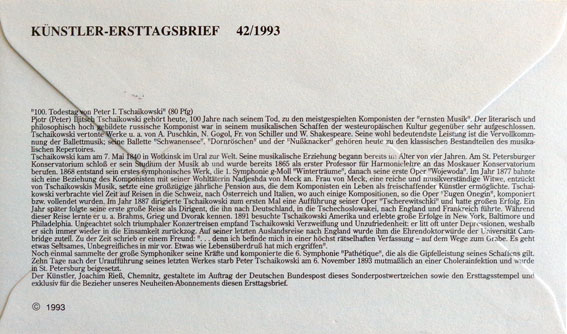 KÜNSTLER-ERSTTAGSBRIEF 42/1993
"100. Todestag von Peter I. Tschaikowski" (80 Pfg)
Pjotr (Peter) Iljitsch Tschaikowski gehört heute, 100 Jahre nach seinem Tod, zu den meistgespielten Komponisten der "ernsten Musik". Der literarisch und
philosophisch hoch gebildete russische Komponist war in seinem musikalischen Schaffen der westeuropäischen Kultur gegenüber sehr aufgeschlossen.
Tschaikowski vertonte Werke u. a. von A. Puschkin, N. Gogol, Fr. von Schiller und W. Shakespeare. Seine wohl bedeutendste Leistung ist die Vervollkomm-
nung der Ballettmusik; seine Ballette "Schwanensee", "Dornröschen" und der "Nußknacker" gehören heute zu den klassischen Bestandteilen des musika-
lischen Repertoires.
Tschaikowski kam am 7. Mai 1840 in Wotkinsk im Ural zur Welt. Seine musikalische Erziehung begann bereits im Alter von vier Jahren. Am St. Petersburger
Konservatorium schloß er sein Studium der Musik ab und wurde bereits 1865 als erster Professor für Harmonielehre an das Moskauer Konservatorium
berufen. 1868 entstand sein erstes symphonisches Werk, die 1. Symphonie g-Moll "Winterträume", danach seine erste Oper "Wojewoda". Im Jahr 1877 bahnte
sich eine Beziehung des Komponisten mit seiner Wohltäterin Nadjeshda von Meck an. Frau von Meck, eine reiche und musikverständige Witwe, entzückt
von Tschaikowskis Musik, setzte eine großzügige jährliche Pension aus, die dem Komponisten ein Leben als freischaffender Künstler ermöglichte. Tschai-
kowski verbrachte viel Zeit auf Reisen in die Schweiz, nach Österreich und Italien, wo auch einige Kompositionen, so die Oper "Eugen Onegin", komponiert
bzw. vollendet wurden. Im Jahr 1887 dirigierte Tschaikowski zum ersten Mal eine Aufführung seiner Oper "Tscherewitschki" und hatte großen Erfolg. Ein
Jahr später folgte seine erste große Reise als Dirigent, die ihn nach Deutschland, in die Tschechoslowakei, nach England und Frankreich führte. Während
dieser Reise lernte er u. a. Brahms, Grieg und Dvorak kennen. 1891 besuchte Tschaikowski Amerika und erlebte große Erfolge in New York, Baltimore und
Philadelphia. Ungeachtet solch triumphaler Konzertreisen empfand Tschaikowski Verzweiflung und Unzufriedenheit; er litt oft unter Depressionen, weshalb
er sich immer wieder in die Einsamkeit zurückzog. Auf seiner letzten Auslandsreise nach England wurde ihm die Ehrendoktorwürde der Universität Cam-
bridge zuteil. Zu der Zeit schrieb er einem Freund: ". . . denn ich befinde mich in einer höchst rätselhaften Verfassung – auf dem Wege zum Grabe. Es geht
etwas Seltsames, Unbegreifliches in mir vor. Etwas wie Lebensüberdruß hat mich ergriffen".
Noch einmal sammelte der große Symphoniker seine Kräfte und komponierte die 6. Symphonie "Pathétique", die als die Gipfelleistung seines Schaffens gilt.
Zehn Tage nach der Uraufführung seines letzten Werkes starb Peter Tschaikowski am 6. November 1893 mutmaßlich an einer Cholerainfektion und wurde
in St. Petersburg beigesetzt.
Der Künstler, Joachim Rieß, Chemnitz, gestaltete im Auftrag der Deutschen Bundespost dieses Sonderpostwertzeichen sowie den Ersttagsstempel und
exklusiv für die Bezieher unseres Neuheiten-Abonnements diesen Ersttagsbrief.
© 1993